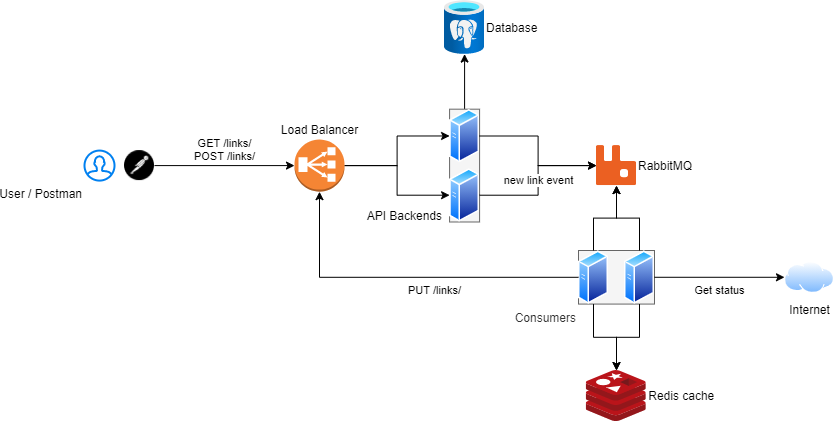 Database
Load Balancer
GET /links/
POST /links/
User / Postman
RabbitMQ
new link event
API Backends
PUT /links/
Get status
Internet
Consumers
Redis cache